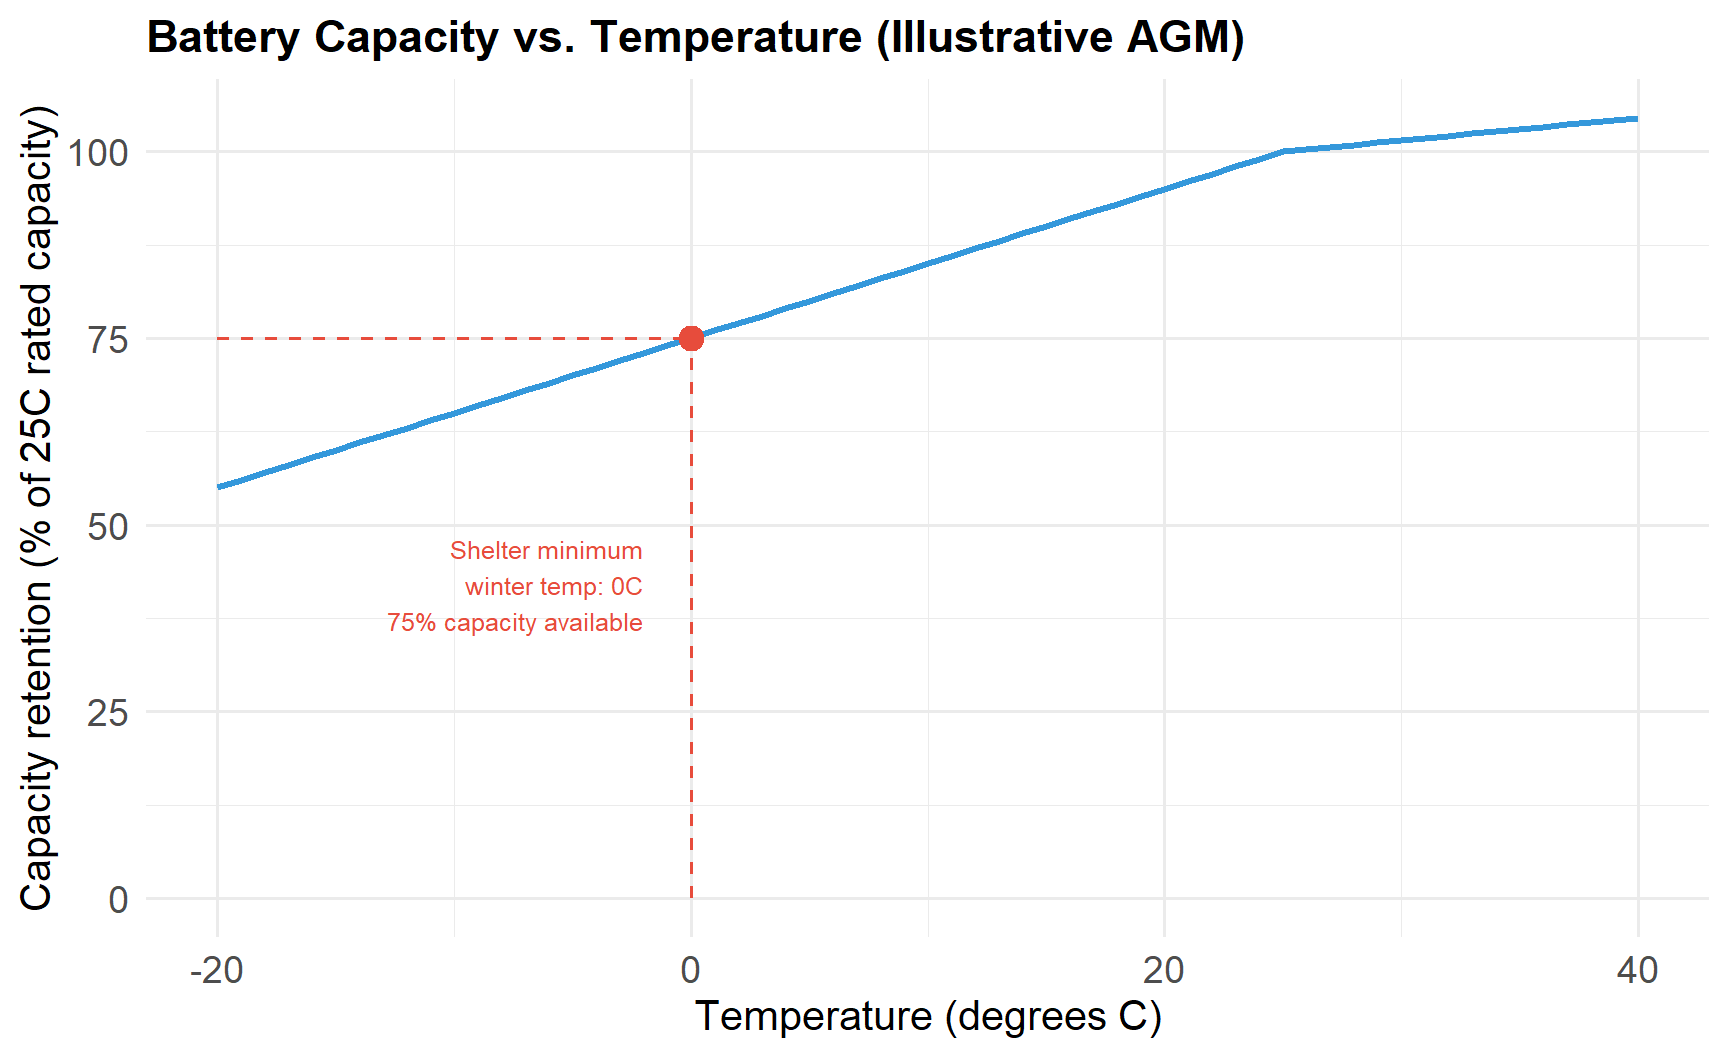 Battery Capacity vs. Temperature (Illustrative AGM)
Capacity retention (% of 25C rated capacity)
100
75
50
25
0
Shelter minimum
winter temp: 0C
75% capacity available
-20
0
20
40
Temperature (degrees C)